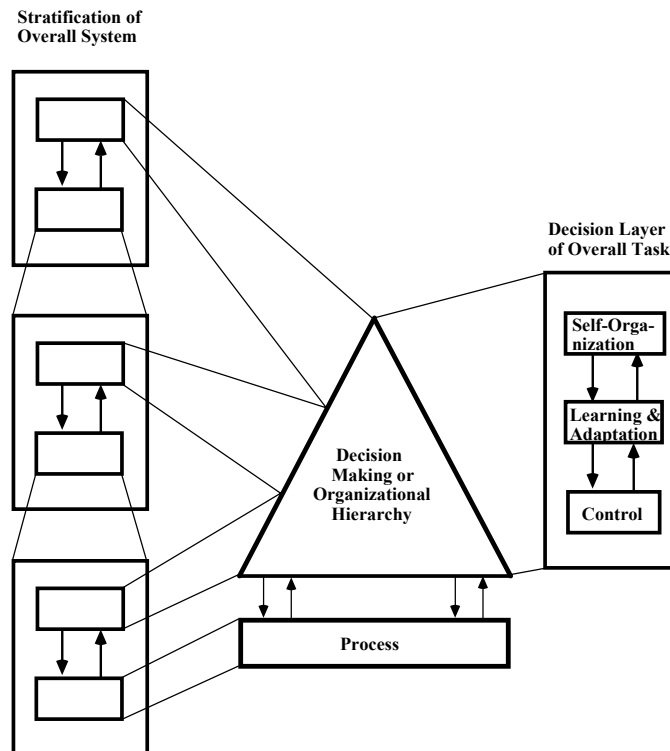 Stratification of
Overall System
Decision Layer
of Overall Task
Self-Orga-
nization
Learning &
Adaptation
Control
Decision
Making or
Organizational
Hierarchy
Process